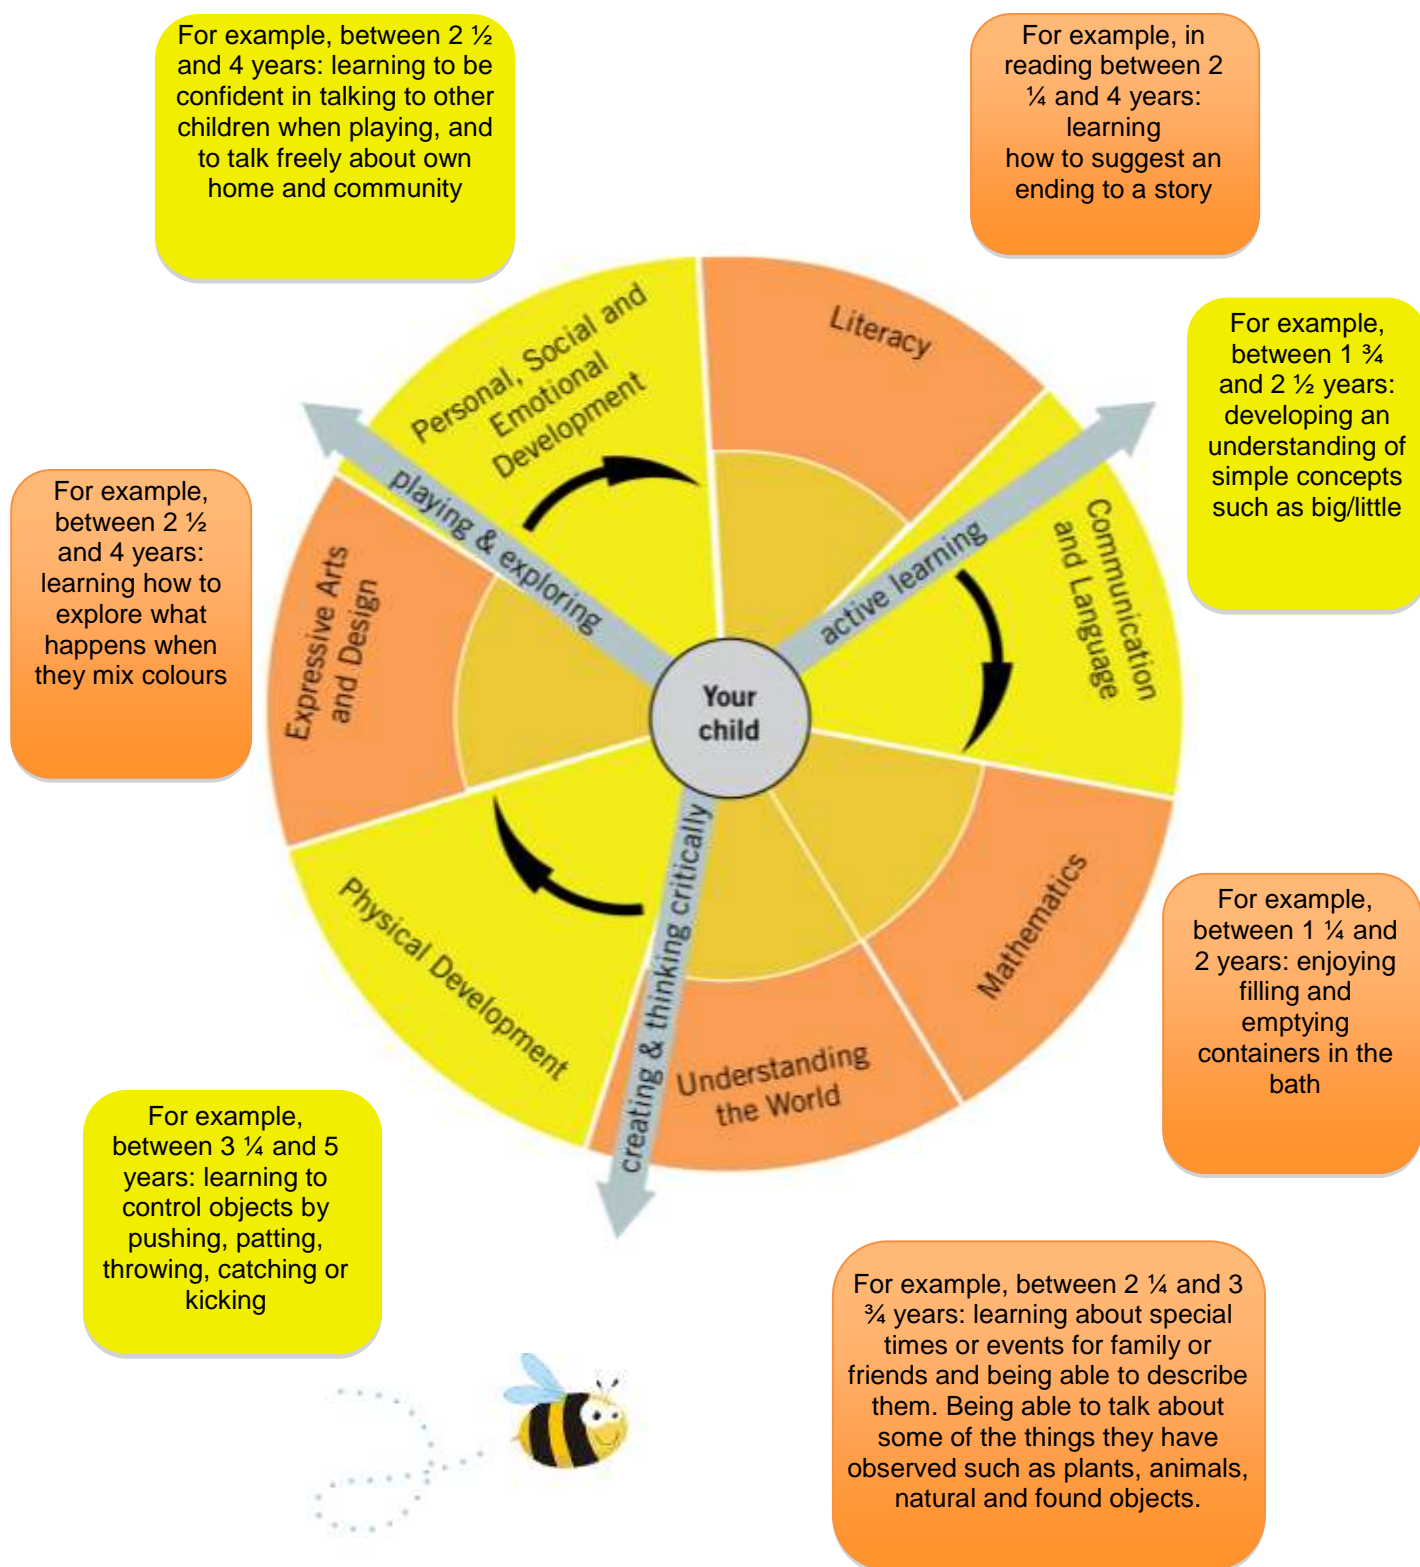 For example, between 2 ½
and 4 years: learning to be
confident in talking to other
children when playing, and
to talk freely about own
home and community
For example, in
reading between 2
¼ and 4 years:
learning
how to suggest an
ending to a story
For example,
between 1 ¾
and 2 ½ years:
developing an
understanding of
simple concepts
such as big/little
For example,
between 2 ½
and 4 years:
learning how to
explore what
happens when
they mix colours
Personal, Social and
Emotional
Development
Literacy
Communication
and Language
Mathematics
Understanding
the World
Physical Development
Expressive Arts
and Design
playing & exploring
active learning
creating & thinking critically
Your
child
For example,
between 1 ¼ and
2 years: enjoying
filling and
emptying
containers in the
bath
For example,
between 3 ¼ and 5
years: learning to
control objects by
pushing, patting,
throwing, catching or
kicking
For example, between 2 ¼ and 3
¾ years: learning about special
times or events for family or
friends and being able to describe
them. Being able to talk about
some of the things they have
observed such as plants, animals,
natural and found objects.